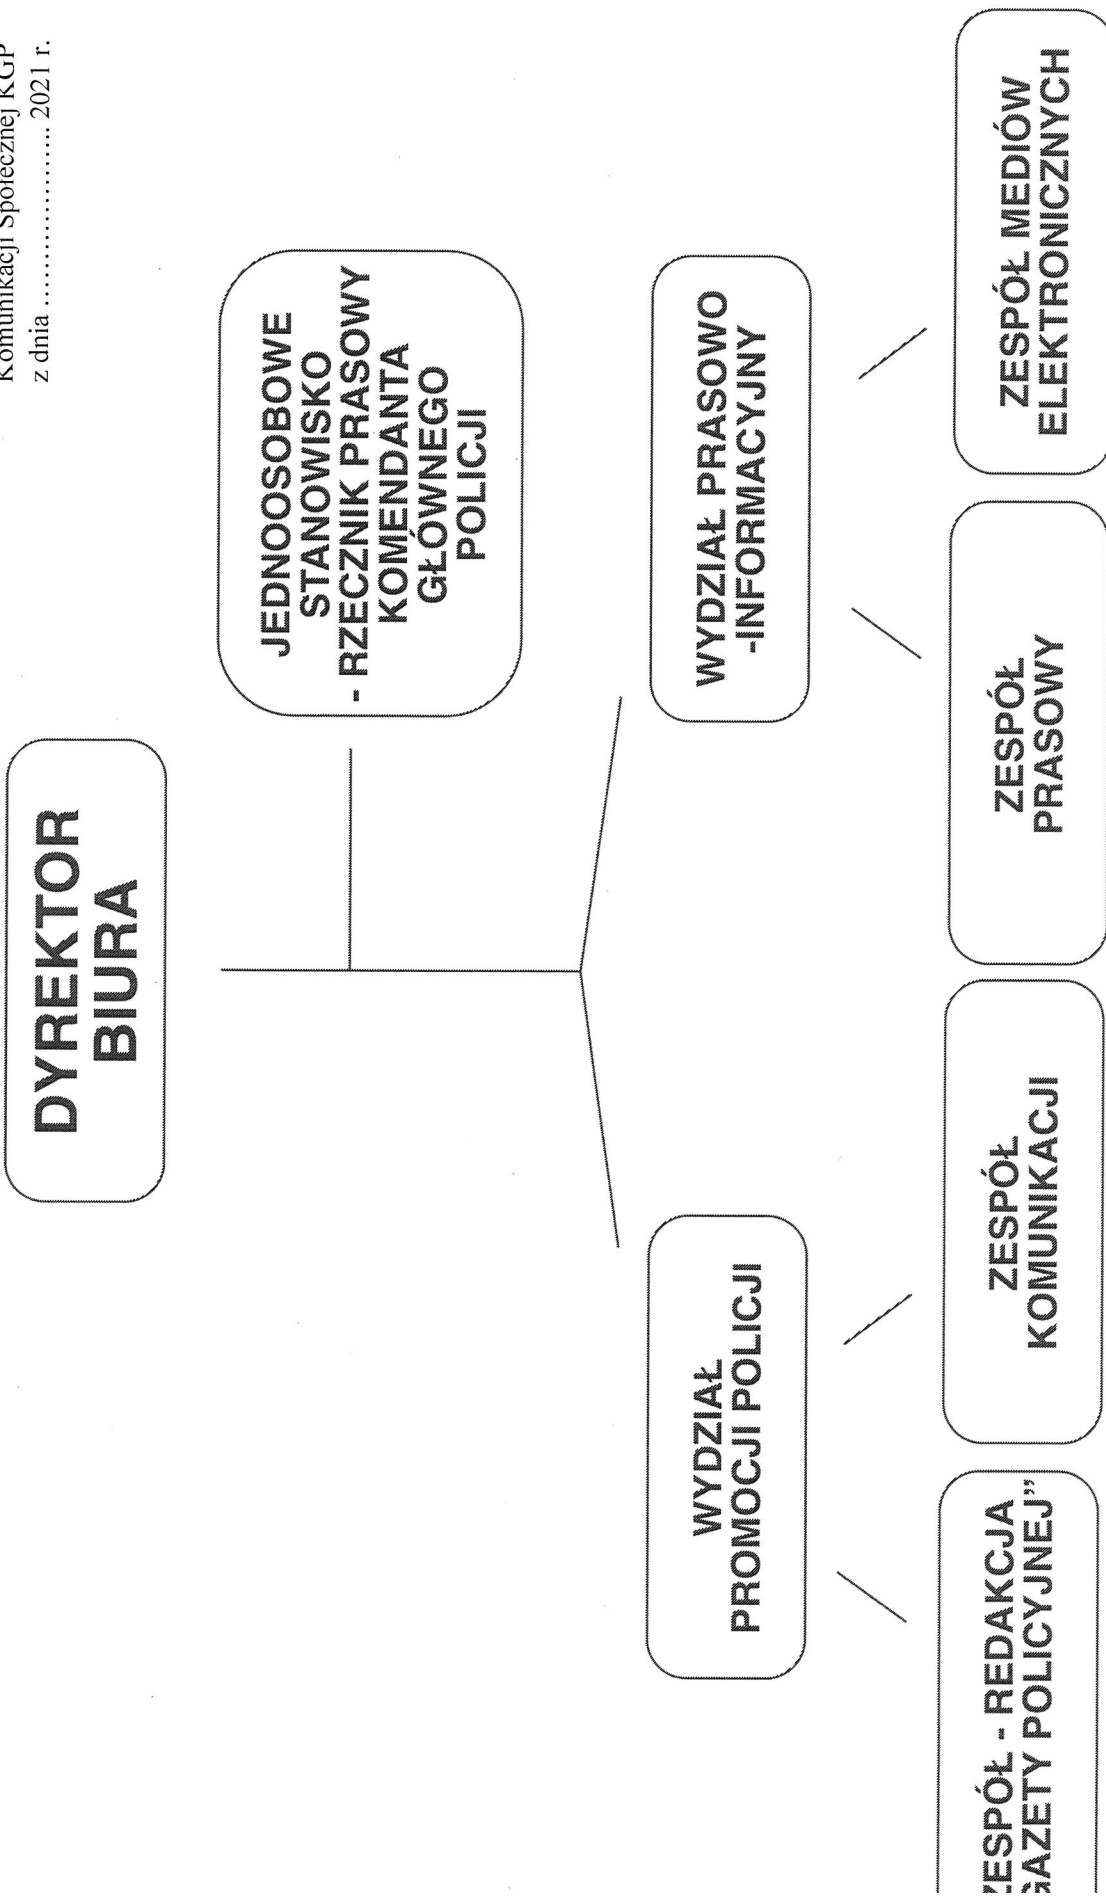 Komunikacji Społecznej KGP
z dnia .................... 2021 r.
DYREKTOR
BIURA
JEDNOOSOBOWE
STANOWISKO
- RZECZNIK PRASOWY
KOMENDANTA
GŁÓWNEGO
POLICJI
WYDZIAŁ
PROMOCJI POLICJI
WYDZIAŁ PRASOWO
-INFORMACYJNY
ZESPÓŁ - REDAKCJA
GAZETY POLICYJNEJ”
ZESPÓŁ
KOMUNIKACJI
ZESPÓŁ
PRASOWY
ZESPÓŁ MEDIÓW
ELEKTRONICZNYCH